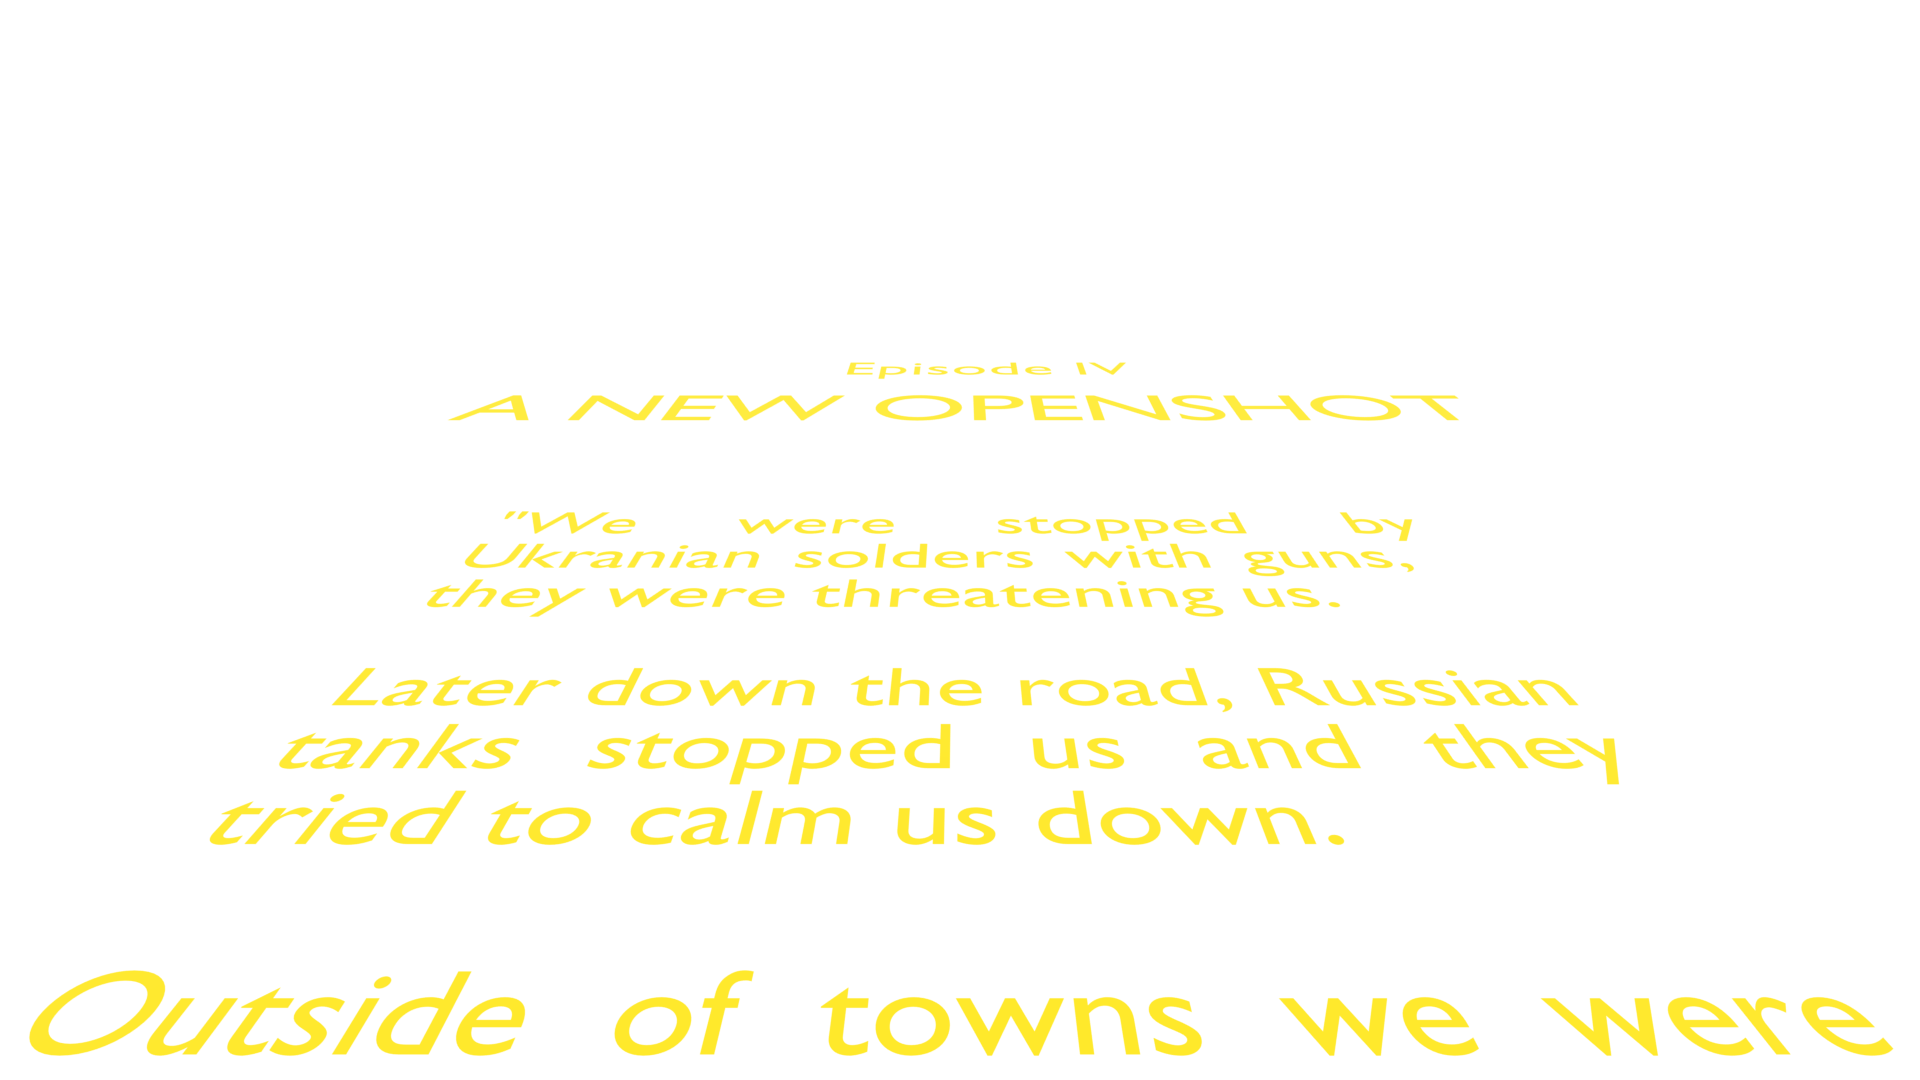 Episode IV
A NEW OPENSHOT
"We were stopped by
Ukranian solders with guns,
they were threatening us.
Later down the road, Russian
tanks stopped us and they
tried to calm us down.
Outside of towns we were